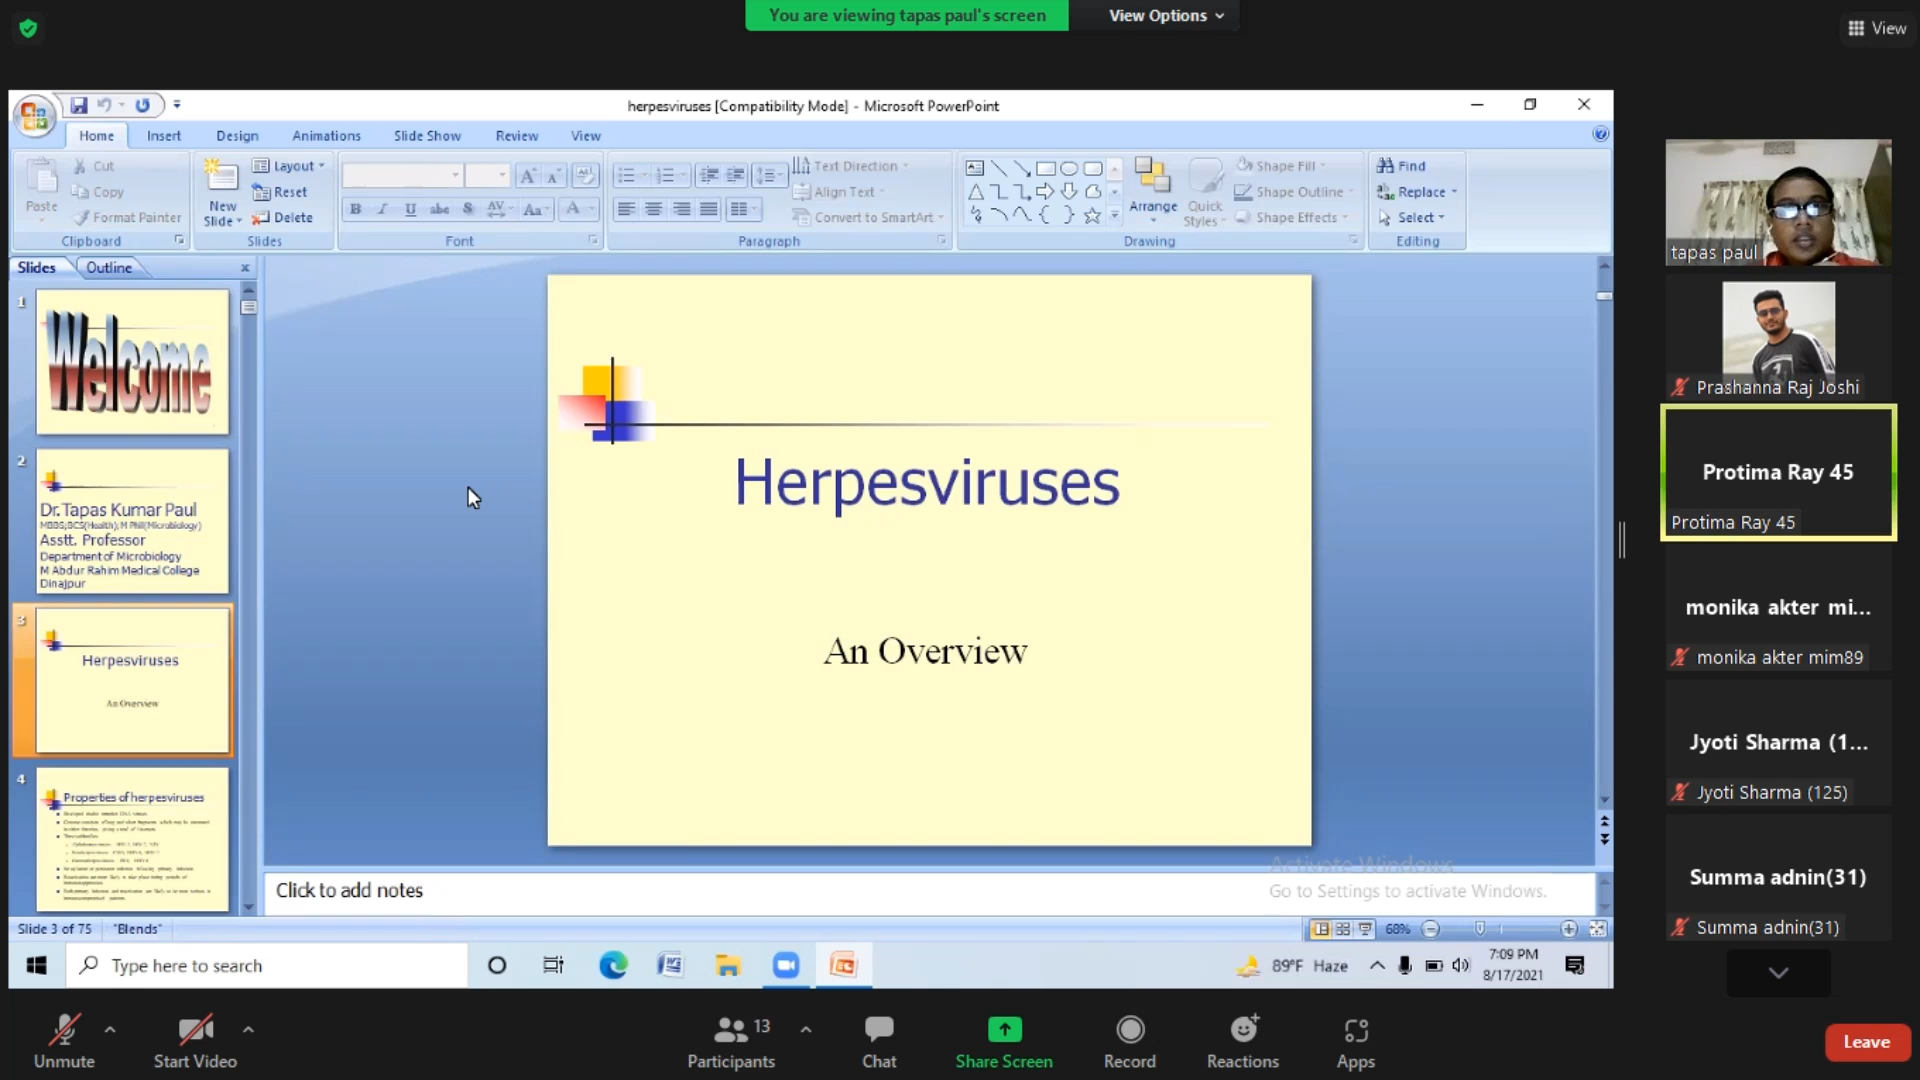 You are viewing tapas paul's screen
View Options
View
herpesviruses [Compatibility Mode] - Microsoft PowerPoint
Home Insert Design Animations Slide Show Review View
Paste
Cut
Copy
Format Painter
Clipboard
New Slide
Layout
Reset
Delete
Slides
Font
Text Direction
Align Text
Convert to SmartArt
Paragraph
Arrange
Quick Styles
Shape Fill
Shape Outline
Shape Effects
Drawing
Find
Replace
Select
Editing
Slides Outline
1
Welcome
2
Dr.Tapas Kumar Paul
MBBS;BCS(Health);M Phil(Microbiology)
Asstt. Professor
Department of Microbiology
M Abdur Rahim Medical College
Dinajpur
3
Herpesviruses
An Overview
4
Properties of herpesviruses
Herpesviruses
An Overview
Click to add notes
Activate Windows
Go to Settings to activate Windows.
Slide 3 of 75
"Blends"
68%
Type here to search
89°F Haze
7:09 PM
8/17/2021
tapas paul
Prashanna Raj Joshi
Protima Ray 45
Protima Ray 45
monika akter mi...
monika akter mim89
Jyoti Sharma (1...
Jyoti Sharma (125)
Summa adnin(31)
Summa adnin(31)
Unmute
Start Video
13
Participants
Chat
Share Screen
Record
Reactions
Apps
Leave